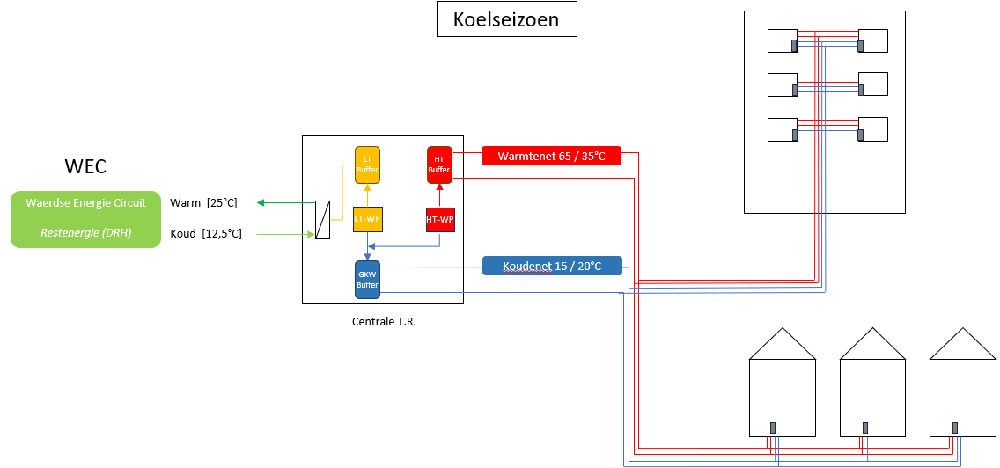 Koelseizoen
WEC
Waerdse Energie Circuit
Restenergie (DRH)
Warm [25°C]
Koud [12,5°C]
LT
Buffer
HT
Buffer
LT-WP
HT-WP
GKW
Buffer
Centrale T.R.
Warmtenet 65 / 35°C
Koudenet 15 / 20°C